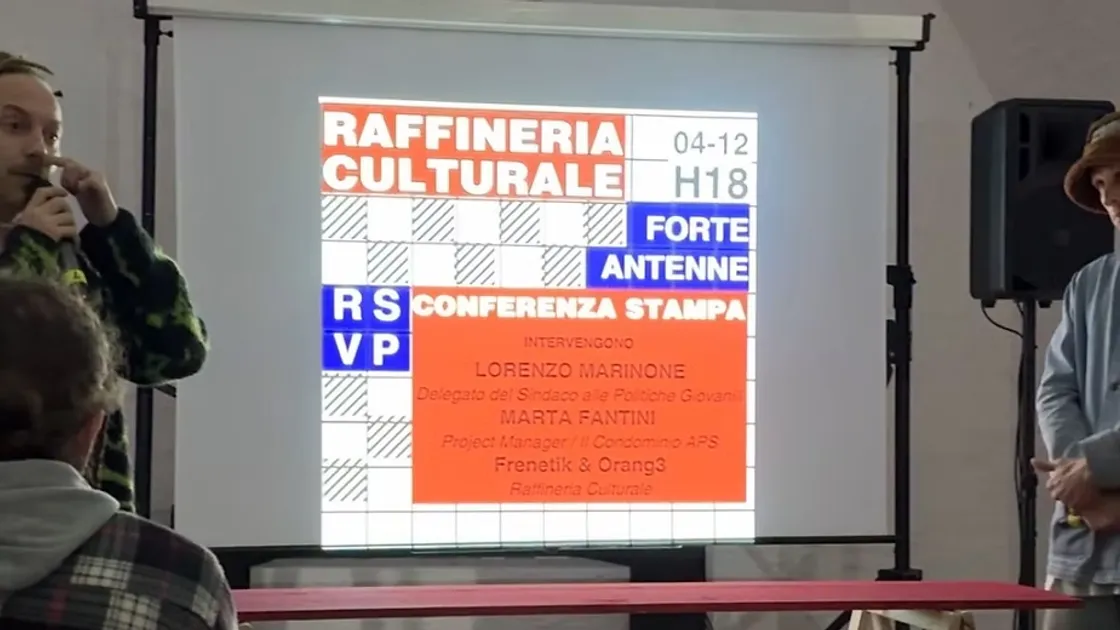 RAFFINERIA
CULTURALE
04-12
H18
FORTE
ANTENNE
R S
V P
CONFERENZA STAMPA
INTERVENGONO
LORENZO MARINONE
Delegato del Sindaco alle Politiche Giovanili
MARTA FANTINI
Project Manager / Il Condominio APS
Frenetik & Orang3
Raffineria Culturale